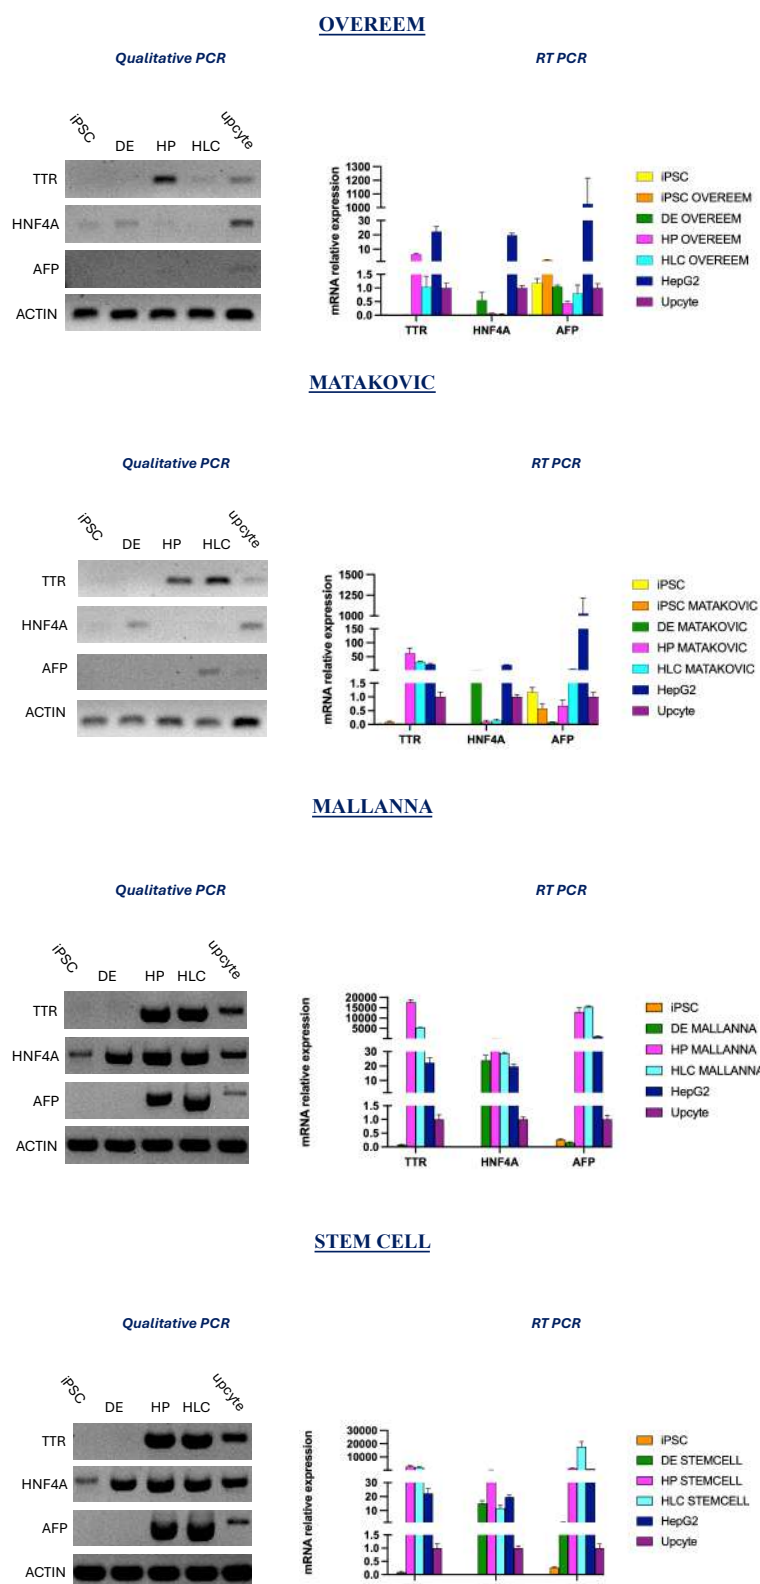 OVEREEM
Qualitative PCR
RT PCR
iPSC DE HP HLC upcyte
TTR
HNF4A
AFP
ACTIN
mRNA relative expression
1300
1200
1100
1000
30
20
10
1.5
1.0
0.5
0.0
TTR HNF4A AFP
iPSC
iPSC OVEREEM
DE OVEREEM
HP OVEREEM
HLC OVEREEM
HepG2
Upcyte
MATAKOVIC
Qualitative PCR
RT PCR
iPSC DE HP HLC upcyte
TTR
HNF4A
AFP
ACTIN
mRNA relative expression
1500
1000
150
100
50
1.5
1.0
0.5
0.0
TTR HNF4A AFP
iPSC
iPSC MATAKOVIC
DE MATAKOVIC
HP MATAKOVIC
HLC MATAKOVIC
HepG2
Upcyte
MALLANNA
Qualitative PCR
RT PCR
iPSC DE HP HLC upcyte
TTR
HNF4A
AFP
ACTIN
mRNA relative expression
20000
15000
10000
5000
30
20
10
1.5
1.0
0.5
0.0
TTR HNF4A AFP
iPSC
DE MALLANNA
HP MALLANNA
HLC MALLANNA
HepG2
Upcyte
STEM CELL
Qualitative PCR
RT PCR
iPSC DE HP HLC upcyte
TTR
HNF4A
AFP
ACTIN
mRNA relative expression
30000
20000
10000
30
20
10
1.5
1.0
0.5
0.0
TTR HNF4A AFP
iPSC
DE STEMCELL
HP STEMCELL
HLC STEMCELL
HepG2
Upcyte